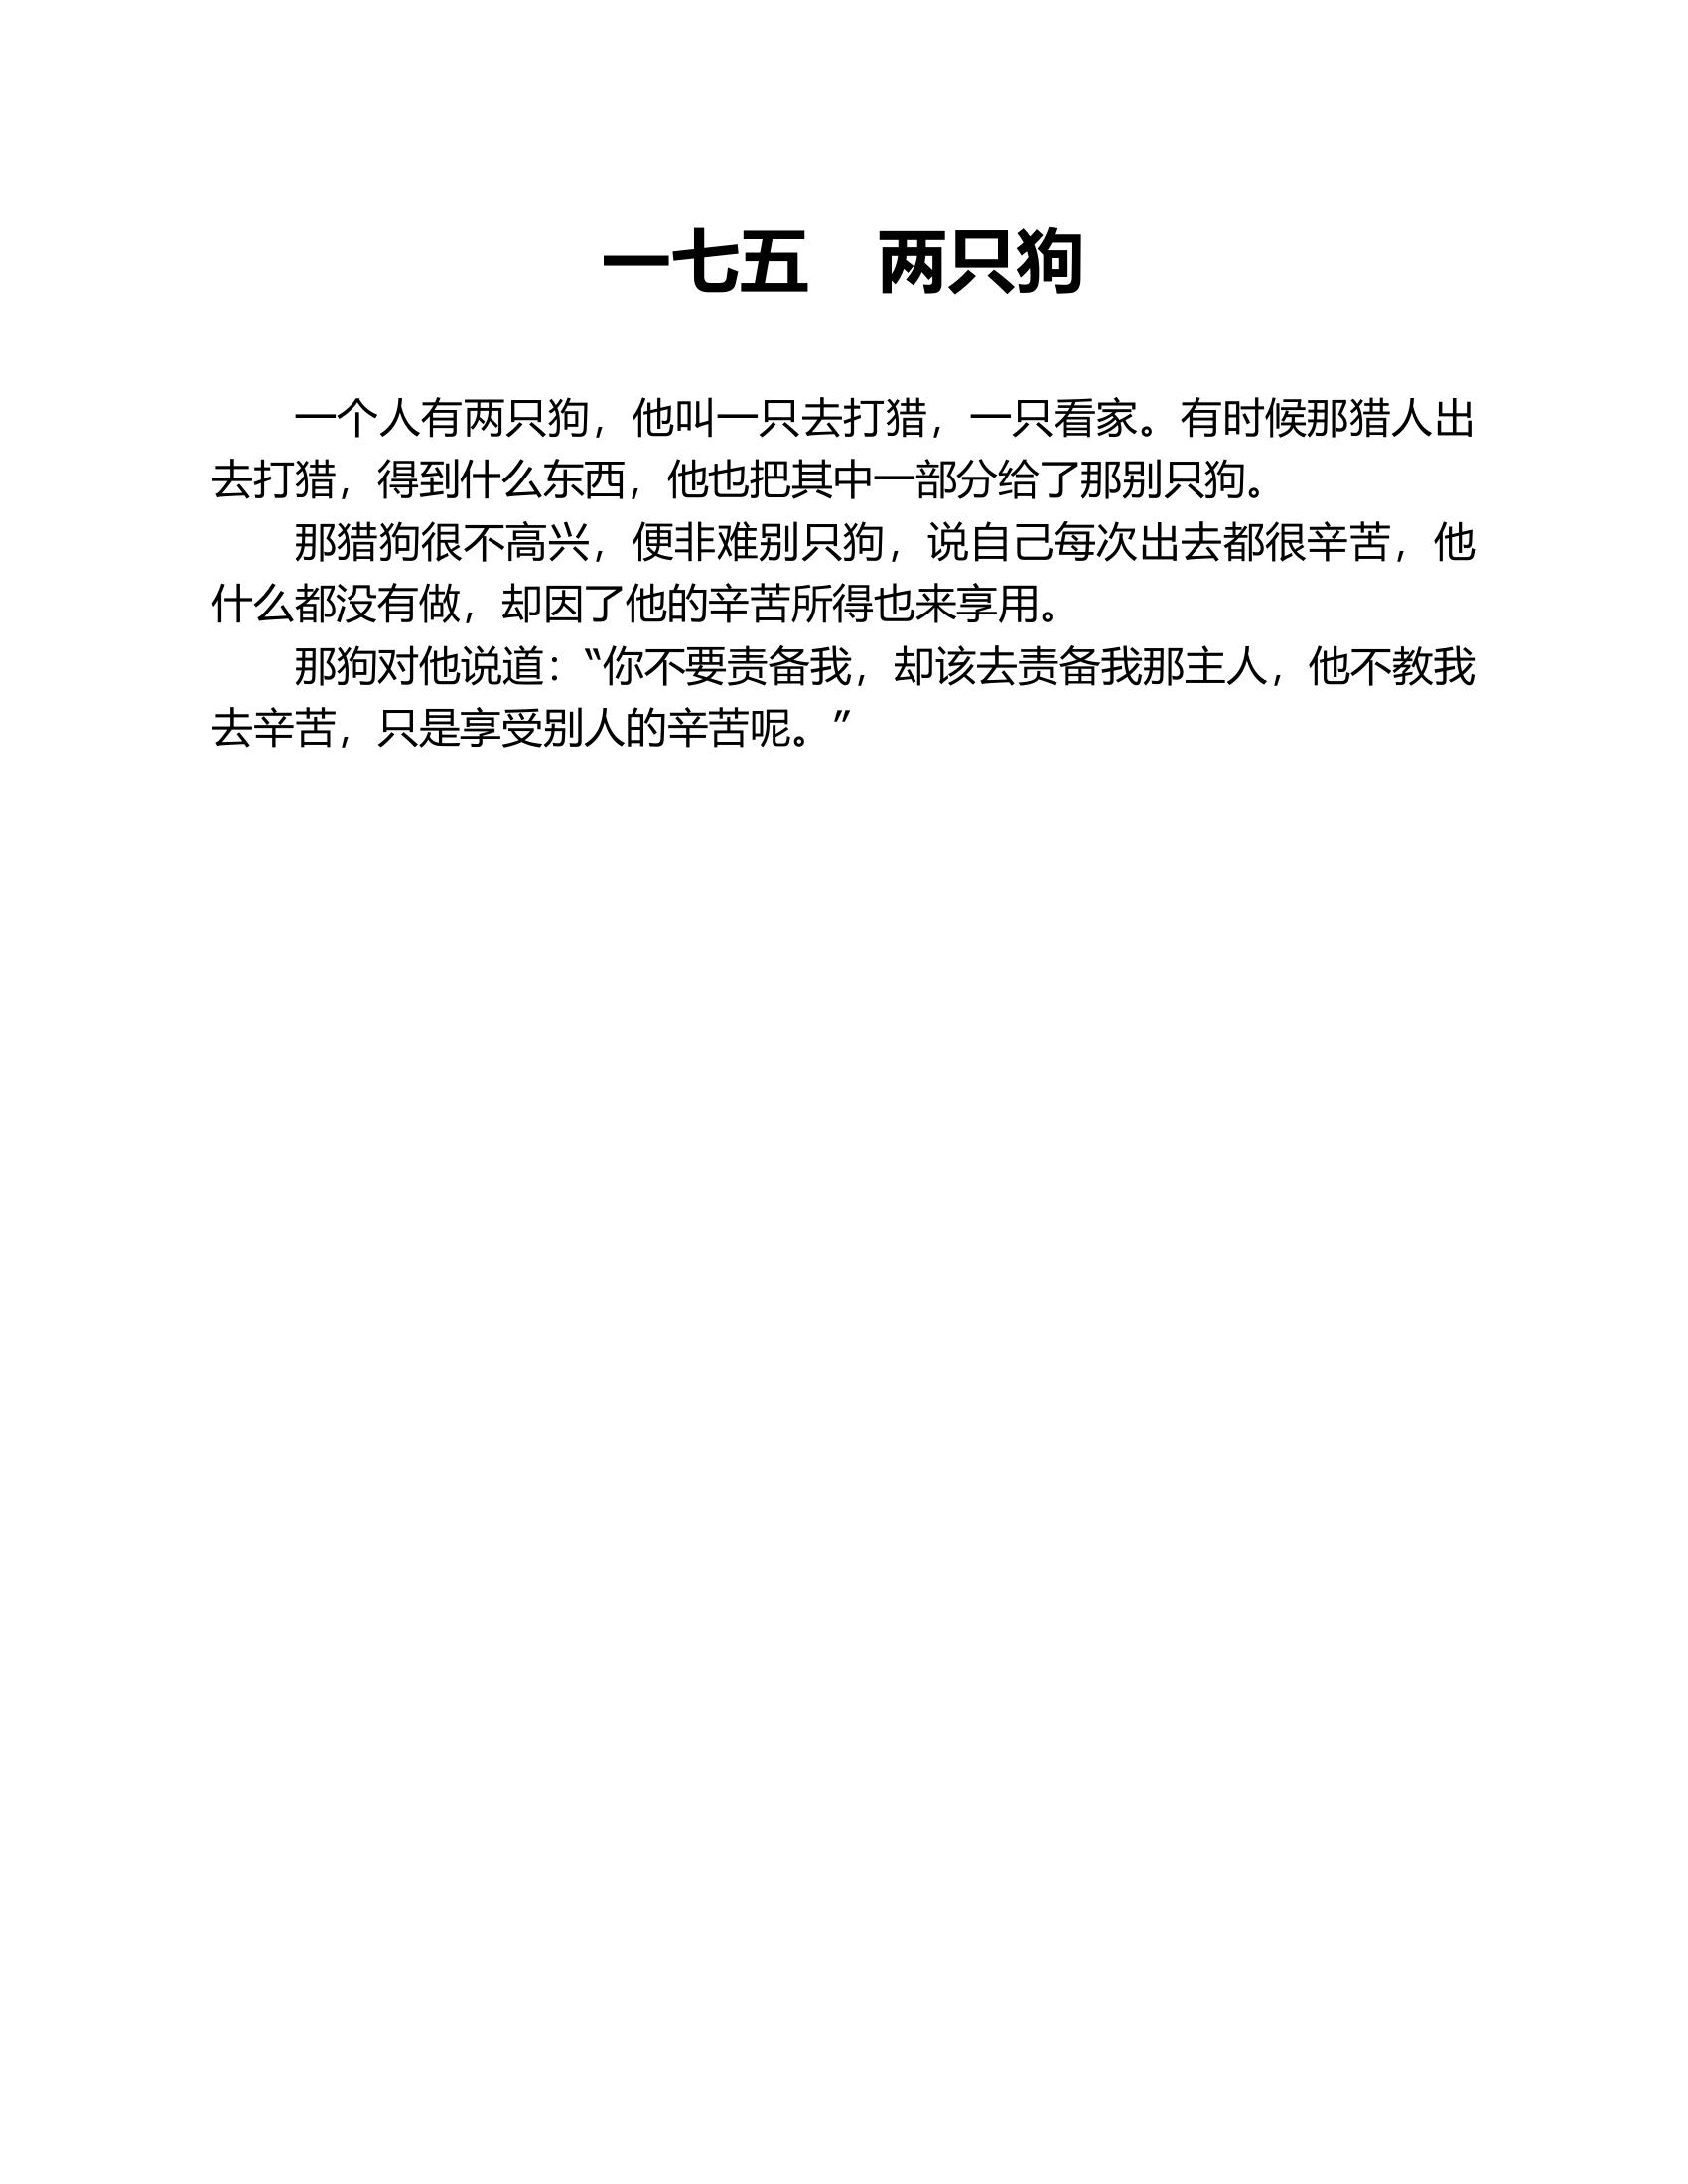 一七五　两只狗
一个人有两只狗，他叫一只去打猎，一只看家。有时候那猎人出
去打猎，得到什么东西，他也把其中一部分给了那别只狗。
那猎狗很不高兴，便非难别只狗，说自己每次出去都很辛苦，他
什么都没有做，却因了他的辛苦所得也来享用。
那狗对他说道：“你不要责备我，却该去责备我那主人，他不教我
去辛苦，只是享受别人的辛苦呢。”